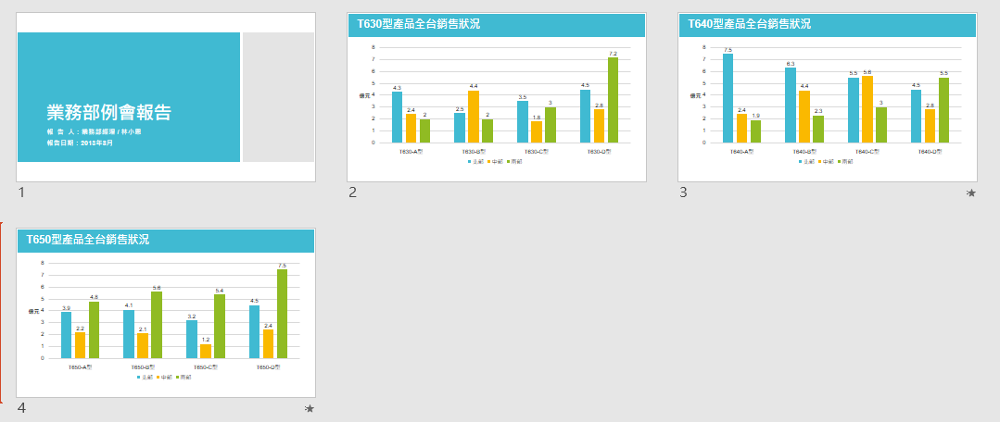 業務部例會報告
報 告 人：業務部經理 / 林小恩
報告日期：2013年8月
1
T630型產品全台銷售狀況
8
7
6
5
億元 4
3
2
1
0
4.3 2.4 2
2.5 4.4 2
3.5 1.8 3
4.5 2.8 7.2
T630-A型 T630-B型 T630-C型 T630-D型
北部 中部 南部
2
T640型產品全台銷售狀況
8
7
6
5
億元 4
3
2
1
0
7.5 2.4 1.9
6.3 4.4 2.3
5.5 5.6 3
4.5 2.8 5.5
T640-A型 T640-B型 T640-C型 T640-D型
北部 中部 南部
3
T650型產品全台銷售狀況
8
7
6
5
億元 4
3
2
1
0
3.9 2.2 4.8
4.1 2.1 5.6
3.2 1.2 5.4
4.5 2.4 7.5
T650-A型 T650-B型 T650-C型 T650-D型
北部 中部 南部
4